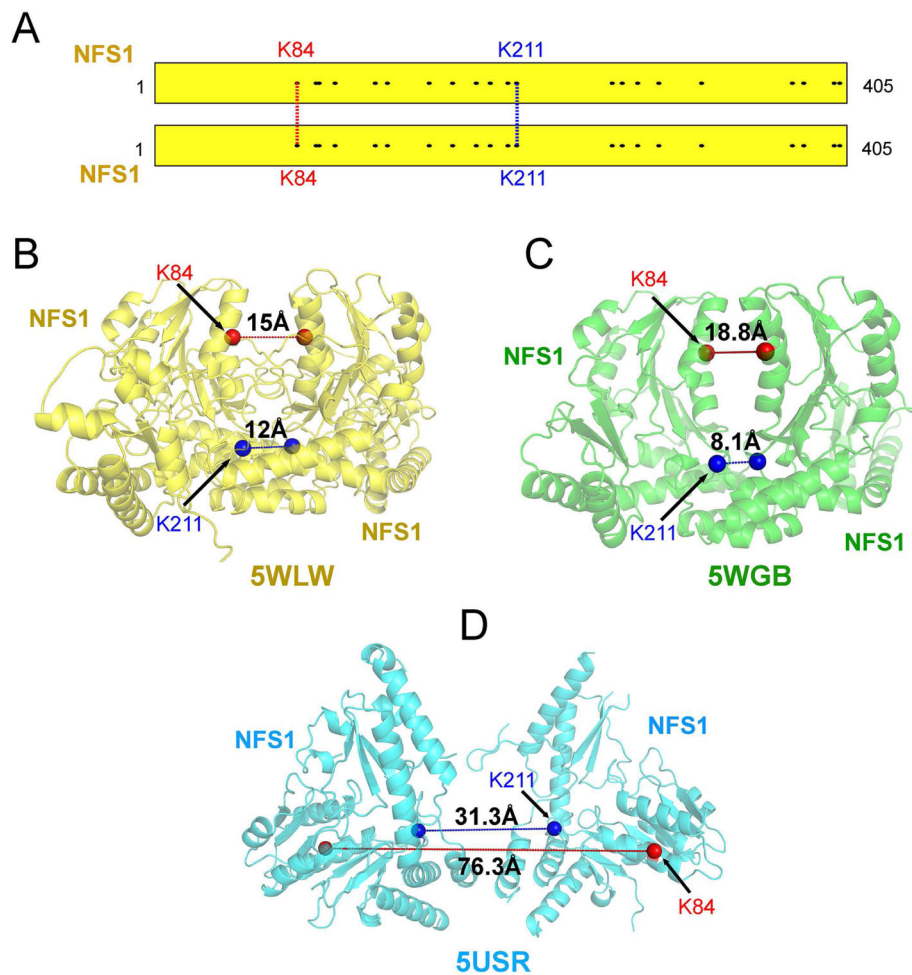 A
NFS1
K84
K211
1
405
1
405
NFS1
K84
K211
B
K84
NFS1
15Å
12Å
K211
NFS1
5WLW
C
K84
NFS1
18.8Å
8.1Å
K211
NFS1
5WGB
D
NFS1
NFS1
K211
31.3Å
76.3Å
K84
5USR